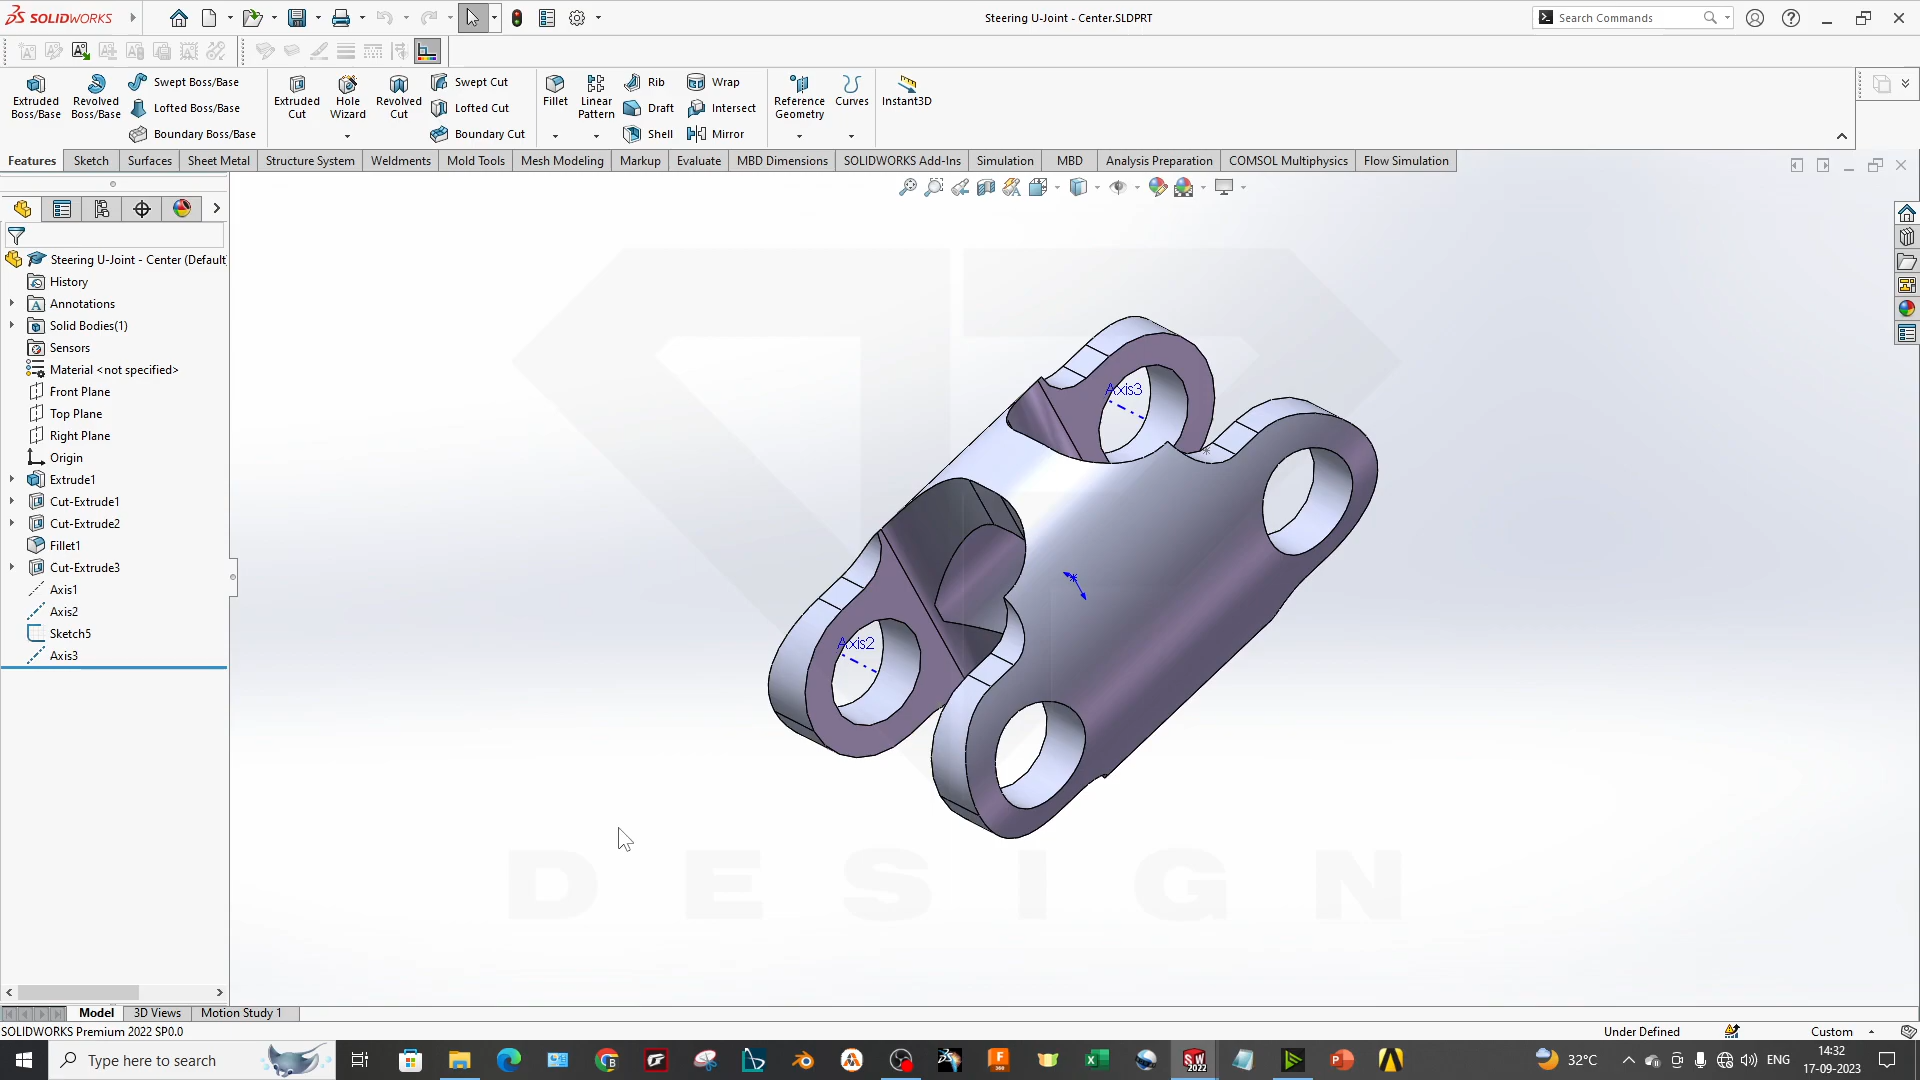 SOLIDWORKS
Steering U-Joint - Center.SLDPRT
Search Commands
Extruded Boss/Base
Revolved Boss/Base
Swept Boss/Base
Lofted Boss/Base
Boundary Boss/Base
Extruded Cut
Hole Wizard
Revolved Cut
Swept Cut
Lofted Cut
Boundary Cut
Fillet
Linear Pattern
Rib
Draft
Shell
Wrap
Intersect
Mirror
Reference Geometry
Curves
Instant3D
Features
Sketch
Surfaces
Sheet Metal
Structure System
Weldments
Mold Tools
Mesh Modeling
Markup
Evaluate
MBD Dimensions
SOLIDWORKS Add-Ins
Simulation
MBD
Analysis Preparation
COMSOL Multiphysics
Flow Simulation
Steering U-Joint - Center (Default
History
Annotations
Solid Bodies(1)
Sensors
Material <not specified>
Front Plane
Top Plane
Right Plane
Origin
Extrude1
Cut-Extrude1
Cut-Extrude2
Fillet1
Cut-Extrude3
Axis1
Axis2
Sketch5
Axis3
Axis3
Axis2
DESIGN
Model
3D Views
Motion Study 1
SOLIDWORKS Premium 2022 SP0.0
Under Defined
Custom
Type here to search
32°C
ENG
14:32
17-09-2023